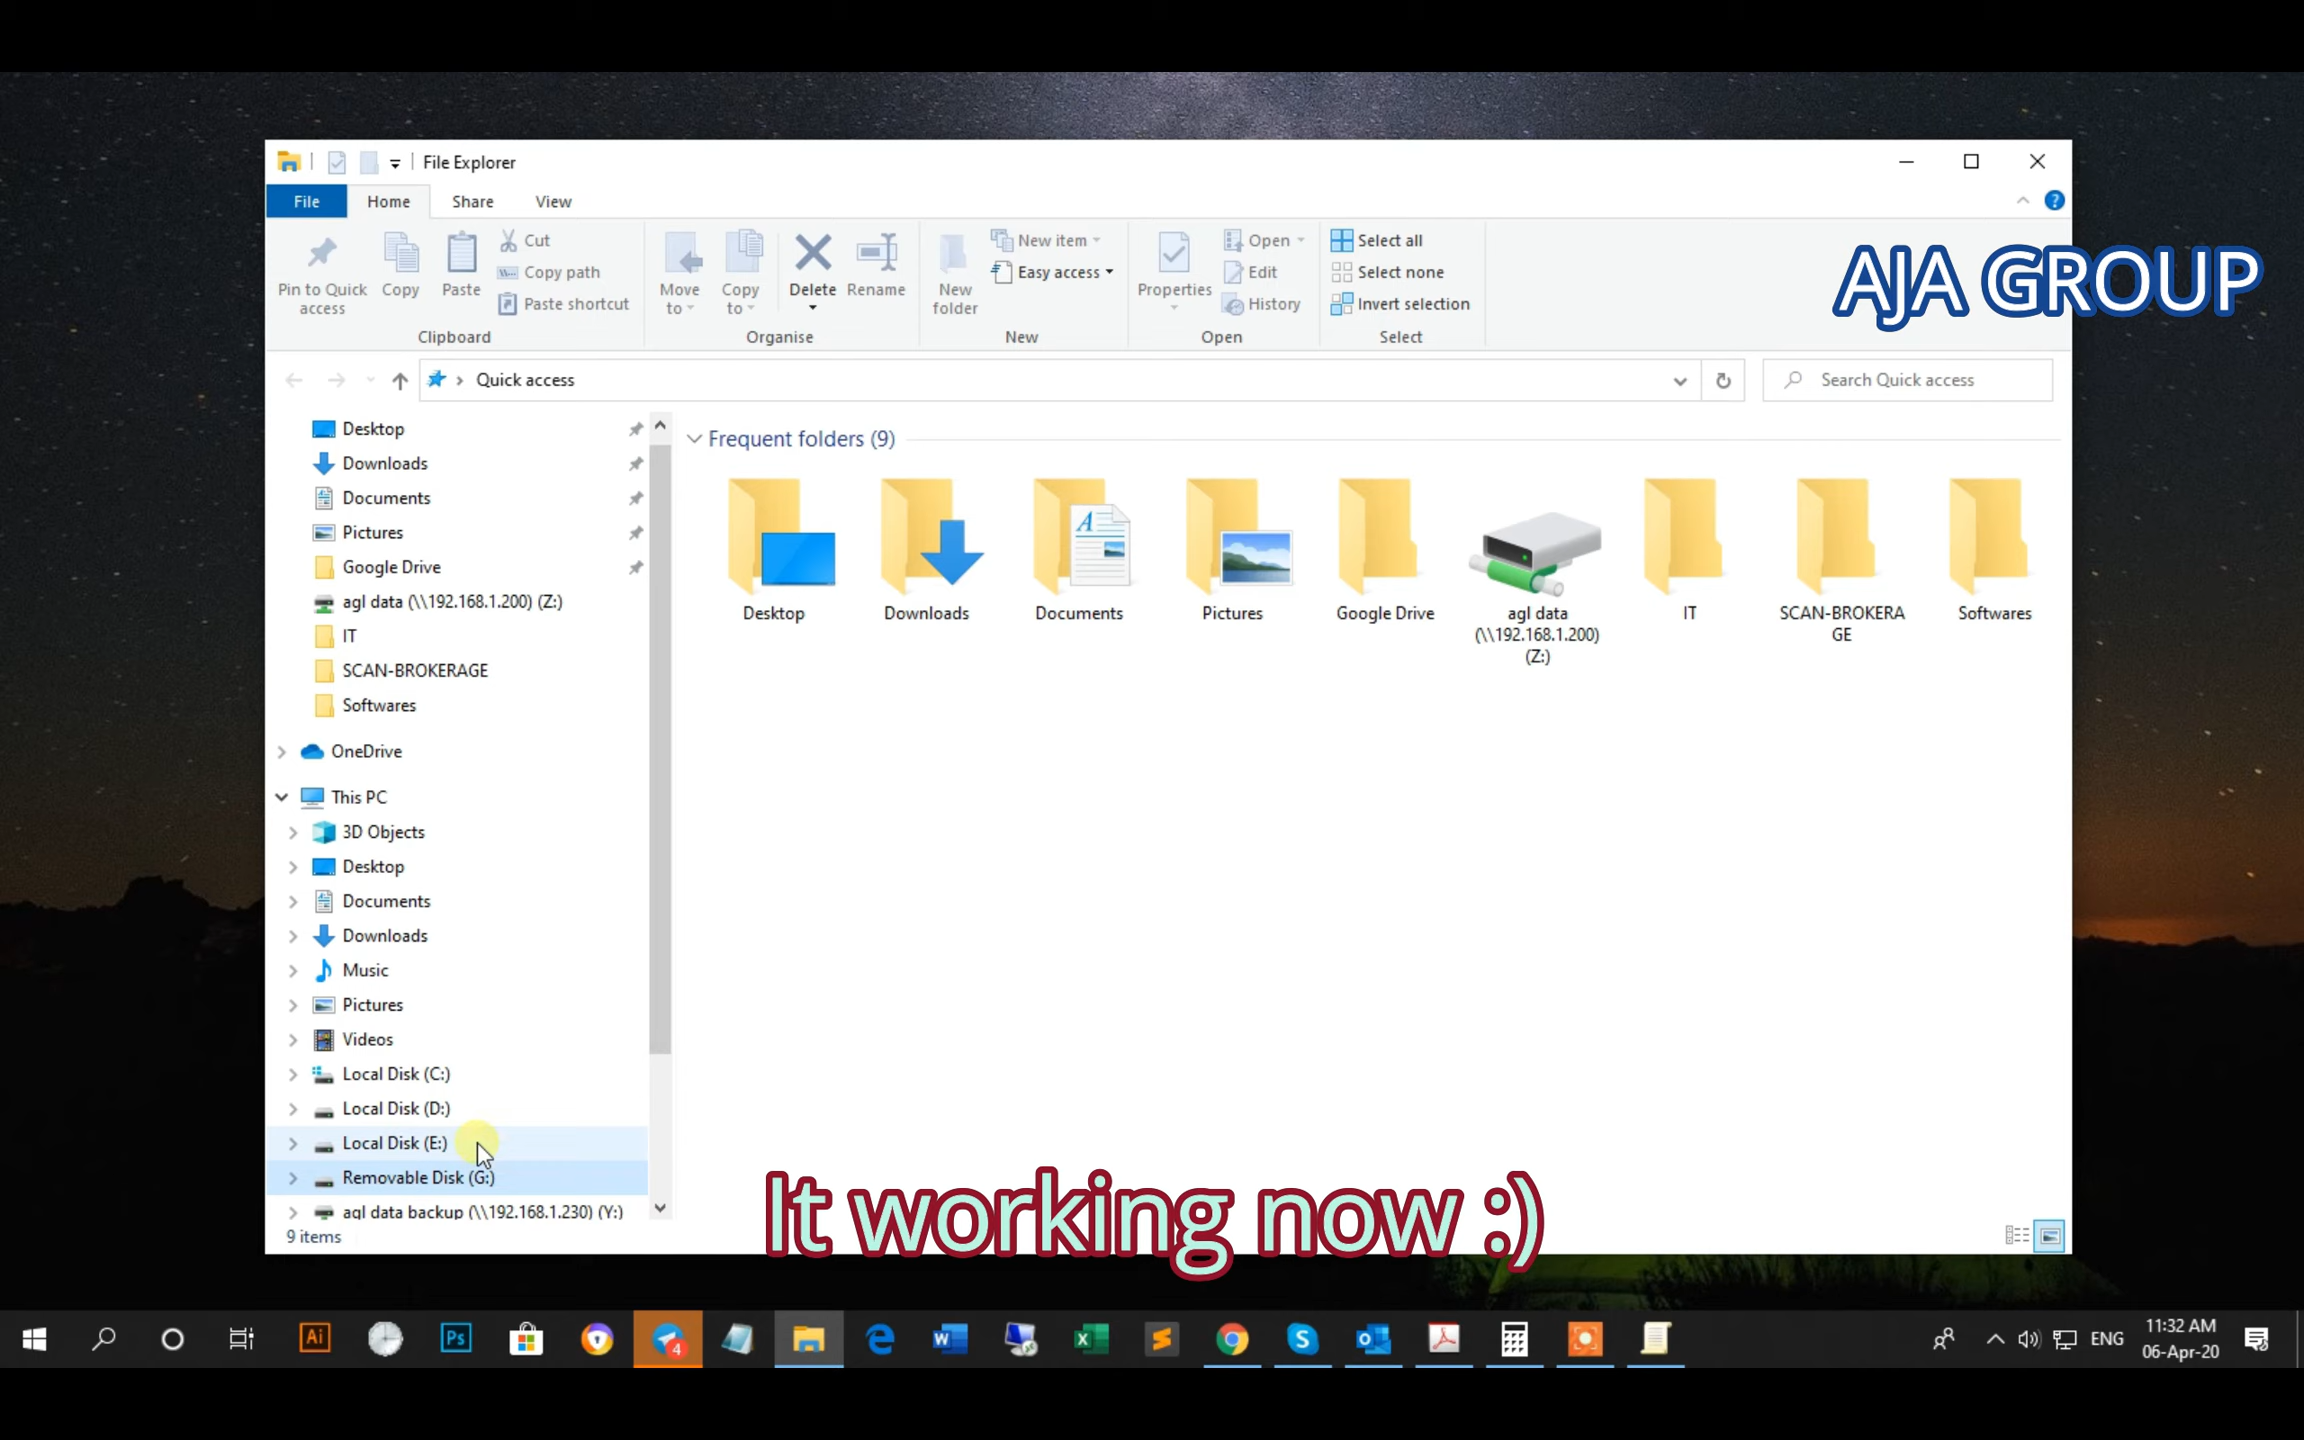 File Explorer
File
Home
Share
View
Pin to Quick access
Copy
Paste
Cut
Copy path
Paste shortcut
Clipboard
Move to
Copy to
Delete
Rename
Organise
New folder
New item
Easy access
New
Properties
Open
Edit
History
Open
Select all
Select none
Invert selection
Select
AJA GROUP
Quick access
Search Quick access
Desktop
Downloads
Documents
Pictures
Google Drive
agl data (\\192.168.1.200) (Z:)
IT
SCAN-BROKERAGE
Softwares
OneDrive
This PC
3D Objects
Desktop
Documents
Downloads
Music
Pictures
Videos
Local Disk (C:)
Local Disk (D:)
Local Disk (E:)
Removable Disk (G:)
agl data backup (\\192.168.1.230) (Y:)
9 items
Frequent folders (9)
Desktop
Downloads
Documents
Pictures
Google Drive
agl data
(\\192.168.1.200)
(Z:)
IT
SCAN-BROKERA
GE
Softwares
It working now :)
Ai
Ps
4
ENG
11:32 AM
06-Apr-20